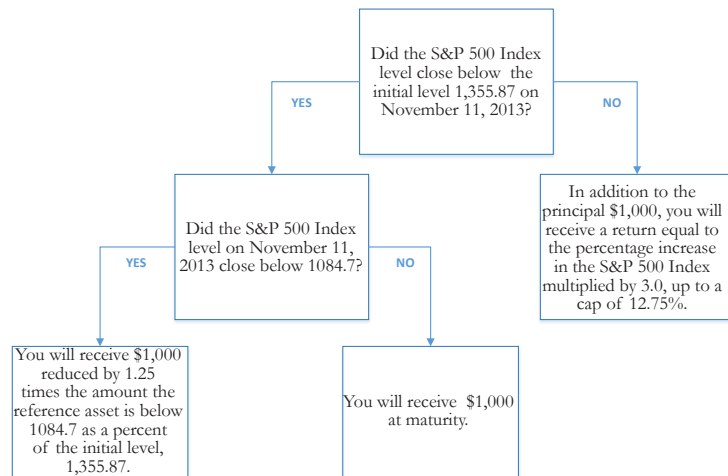 Did the S&P 500 Index
level close below the
initial level 1,355.87 on
November 11, 2013?
YES
NO
Did the S&P 500 Index
level on November 11,
2013 close below 1084.7?
In addition to the
principal $1,000, you will
receive a return equal to
the percentage increase
in the S&P 500 Index
multiplied by 3.0, up to a
cap of 12.75%.
YES
NO
You will receive $1,000
reduced by 1.25
times the amount the
reference asset is below
1084.7 as a percent
of the initial level,
1,355.87.
You will receive $1,000
at maturity.